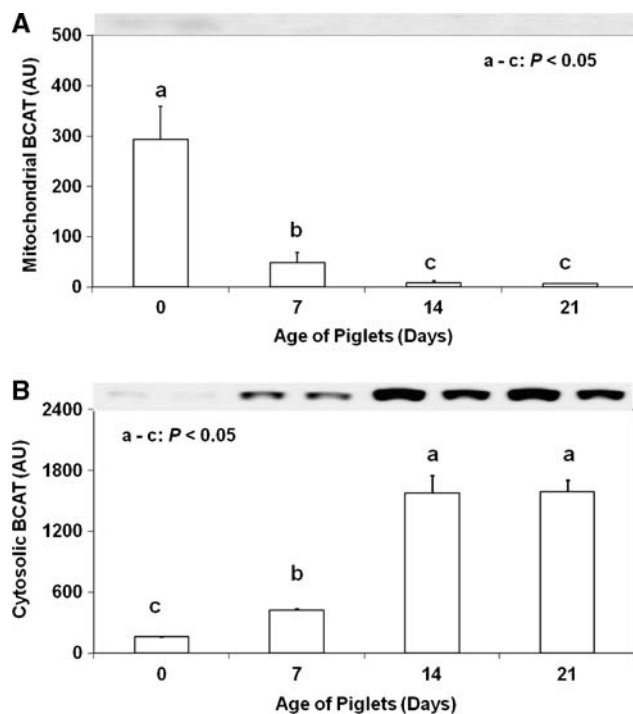 A
500
a - c: P < 0.05
400
a
300
200
b
100
c
c
0
Mitochondrial BCAT (AU)
0 7 14 21
Age of Piglets (Days)
B
2400
a - c: P < 0.05
a
a
1800
1200
b
600
c
0
Cytosolic BCAT (AU)
0 7 14 21
Age of Piglets (Days)